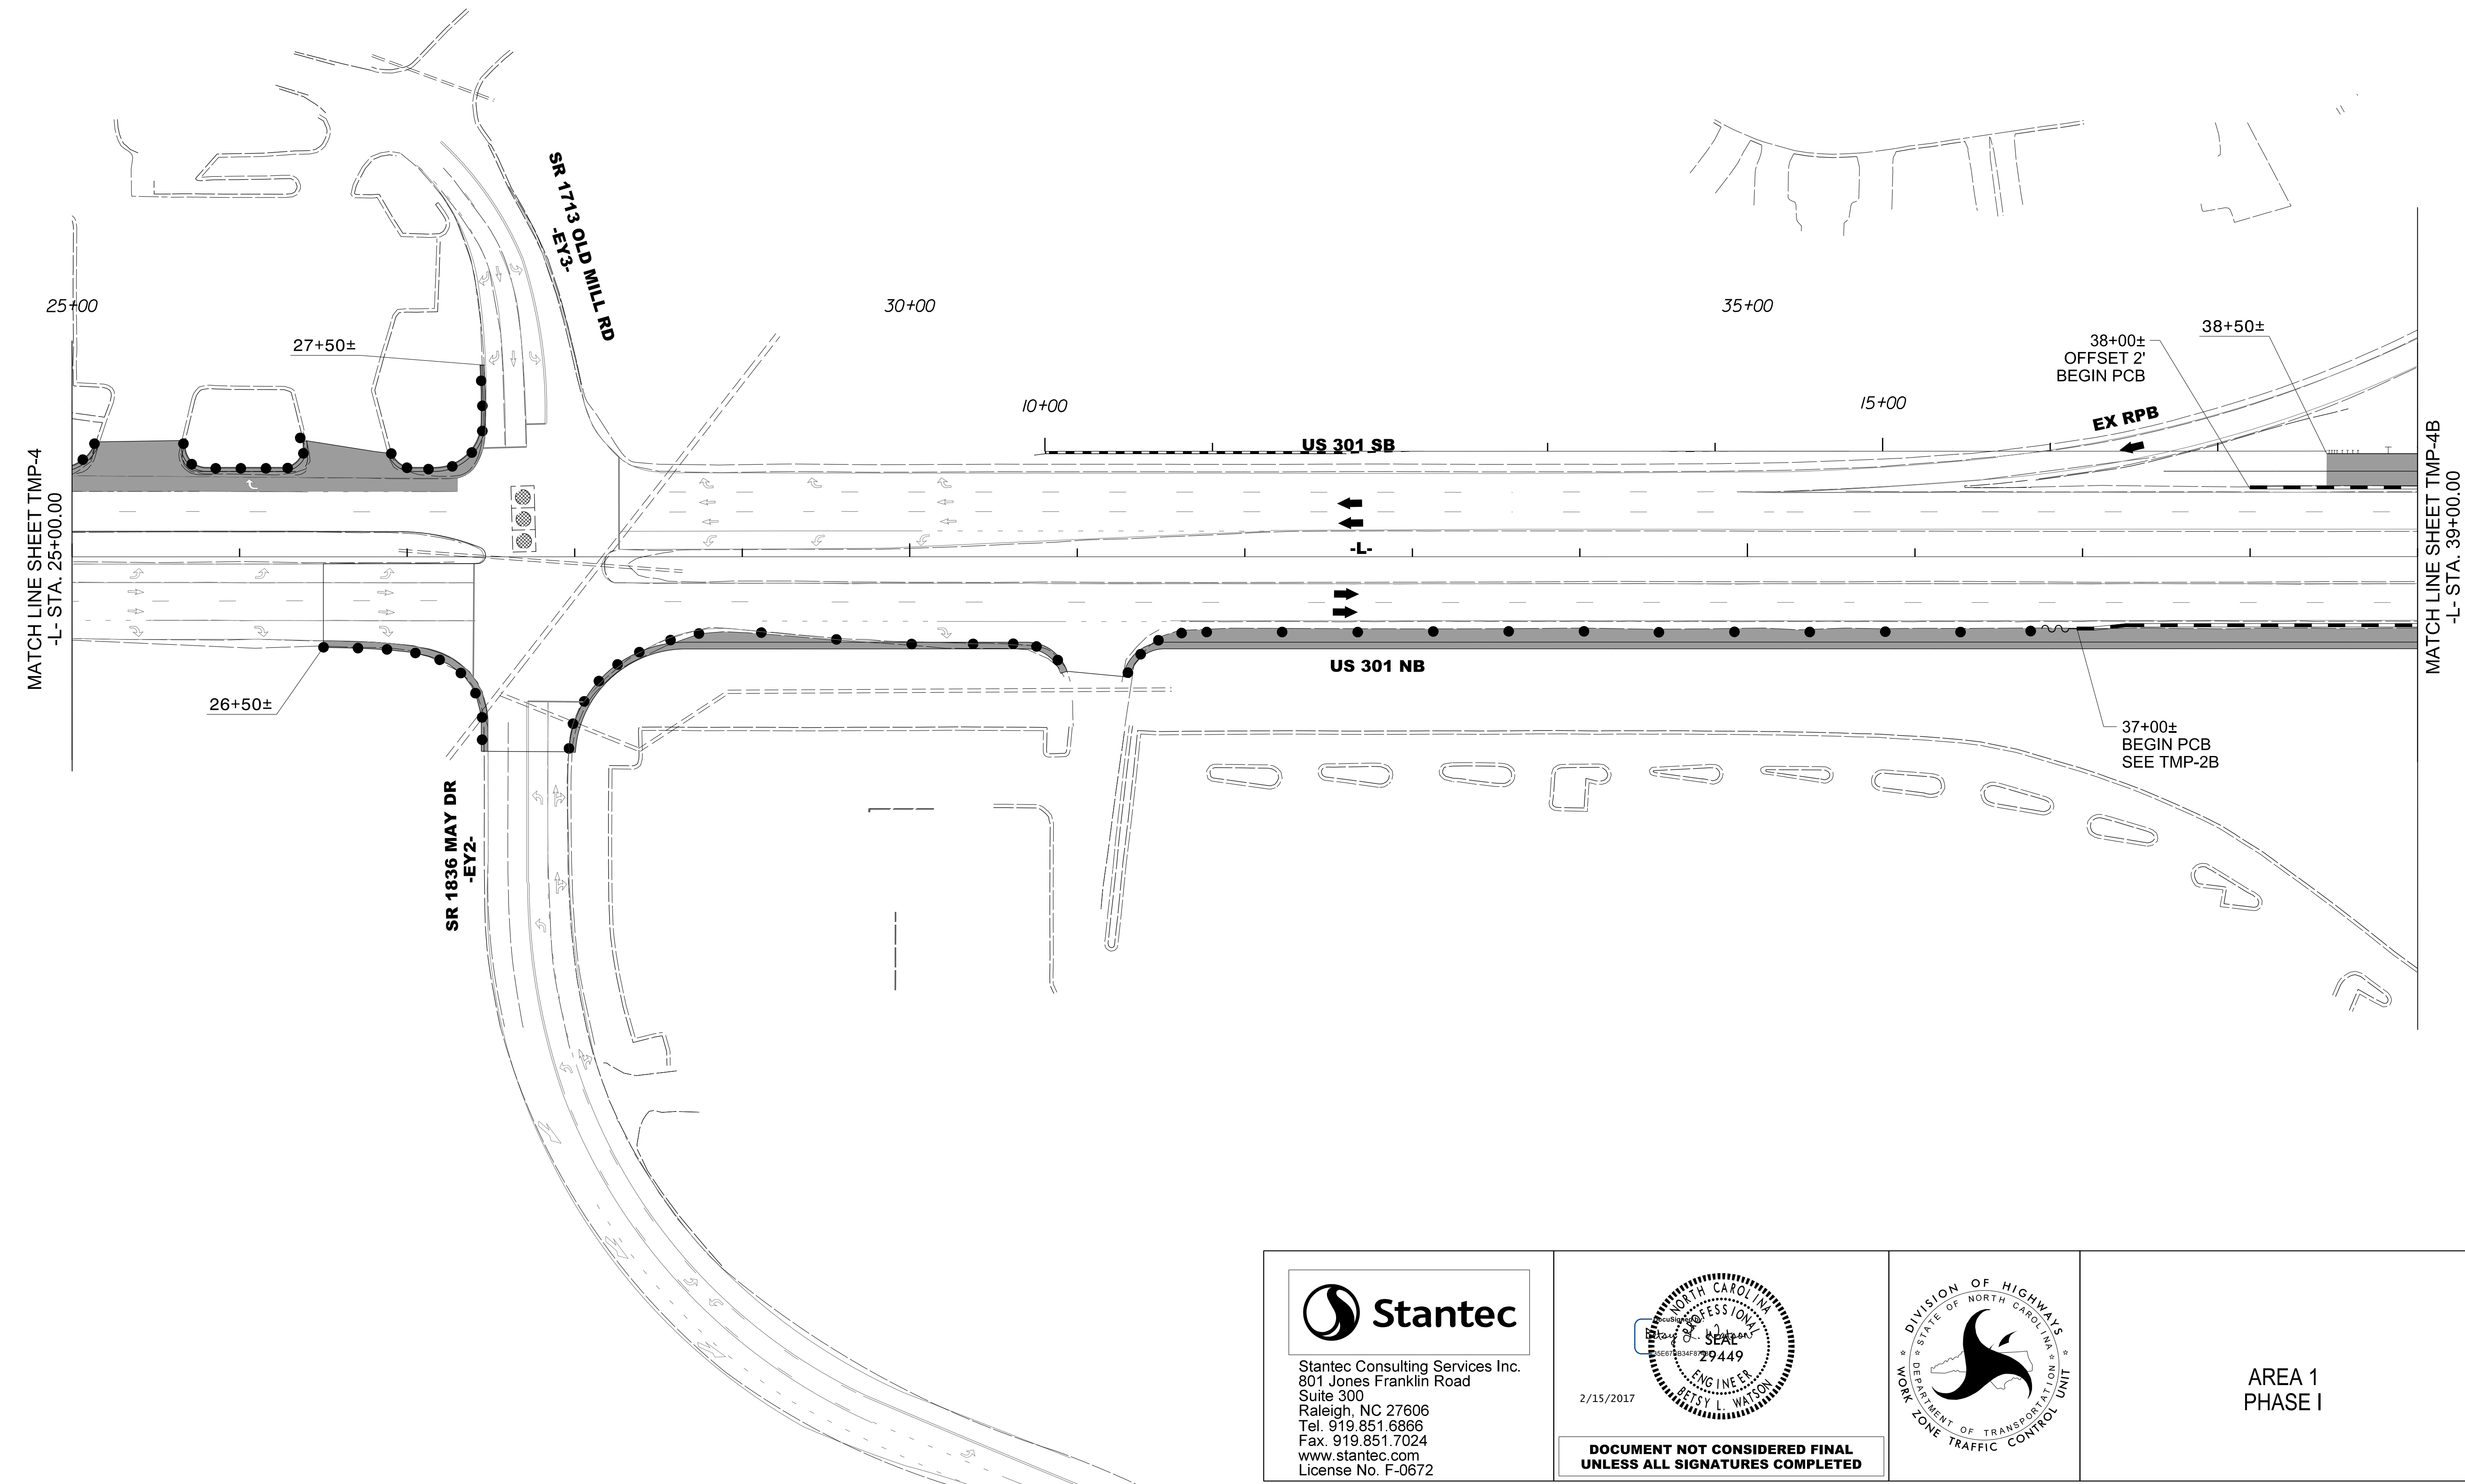 SR 1713 OLD MILL RD
-EY3-
25+00
30+00
35+00
27+50±
38+50±
38+00±
OFFSET 2'
BEGIN PCB
10+00
15+00
EX RPB
US 301 SB
MATCH LINE SHEET TMP-4
-L- STA. 25+00.00
MATCH LINE SHEET TMP-4B
-L- STA. 39+00.00
-L-
US 301 NB
26+50±
37+00±
BEGIN PCB
SEE TMP-2B
SR 1836 MAY DR
-EY2-
Stantec
Stantec Consulting Services Inc.
801 Jones Franklin Road
Suite 300
Raleigh, NC 27606
Tel. 919.851.6866
Fax. 919.851.7024
www.stantec.com
License No. F-0672
NORTH CAROLINA
PROFESSIONAL
SEAL
29449
ENGINEER
BETSY L. WATSON
2/15/2017
DOCUMENT NOT CONSIDERED FINAL
UNLESS ALL SIGNATURES COMPLETED
DIVISION OF HIGHWAYS
STATE OF NORTH CAROLINA
DEPARTMENT OF TRANSPORTATION
WORK ZONE TRAFFIC CONTROL UNIT
AREA 1
PHASE I